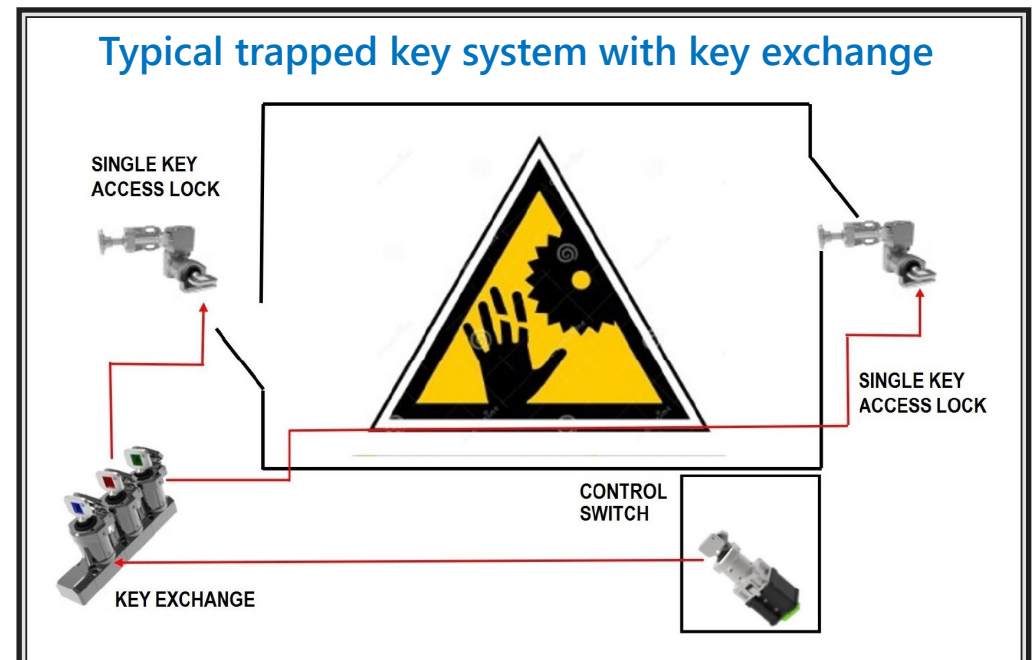 Typical trapped key system with key exchange
SINGLE KEY
ACCESS LOCK
SINGLE KEY
ACCESS LOCK
CONTROL
SWITCH
KEY EXCHANGE